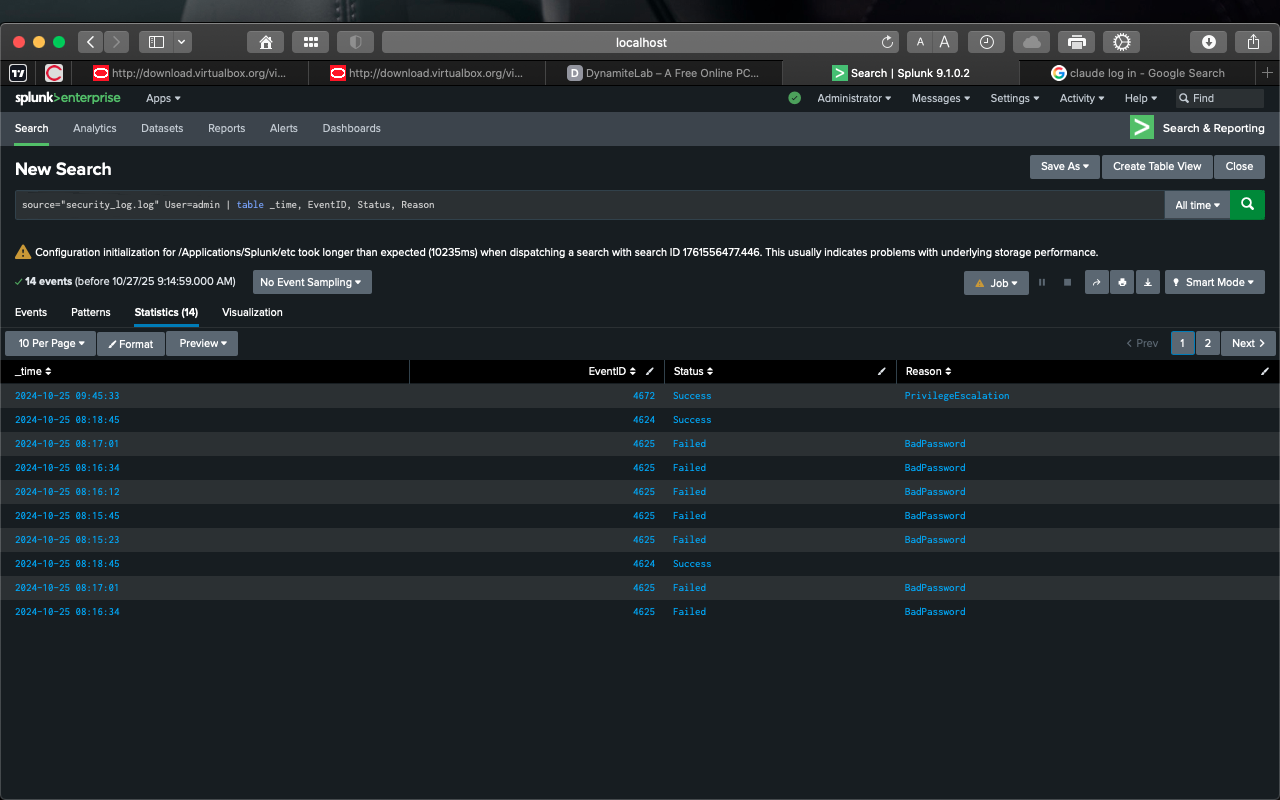 localhost
A A
http://download.virtualbox.org/vi...
http://download.virtualbox.org/vi...
D DynamiteLab – A Free Online PC...
Search | Splunk 9.1.0.2
claude log in - Google Search
splunk>enterprise Apps
Administrator Messages Settings Activity Help Find
Search Analytics Datasets Reports Alerts Dashboards
Search & Reporting
New Search
Save As Create Table View Close
source="security_log.log" User=admin | table _time, EventID, Status, Reason
All time
Configuration initialization for /Applications/Splunk/etc took longer than expected (10235ms) when dispatching a search with search ID 1761556477.446. This usually indicates problems with underlying storage performance.
14 events (before 10/27/25 9:14:59.000 AM) No Event Sampling
Job Smart Mode
Events Patterns Statistics (14) Visualization
10 Per Page Format Preview
Prev 1 2 Next
_time EventID Status Reason
2024-10-25 09:45:33 4672 Success PrivilegeEscalation
2024-10-25 08:18:45 4624 Success
2024-10-25 08:17:01 4625 Failed BadPassword
2024-10-25 08:16:34 4625 Failed BadPassword
2024-10-25 08:16:12 4625 Failed BadPassword
2024-10-25 08:15:45 4625 Failed BadPassword
2024-10-25 08:15:23 4625 Failed BadPassword
2024-10-25 08:18:45 4624 Success
2024-10-25 08:17:01 4625 Failed BadPassword
2024-10-25 08:16:34 4625 Failed BadPassword